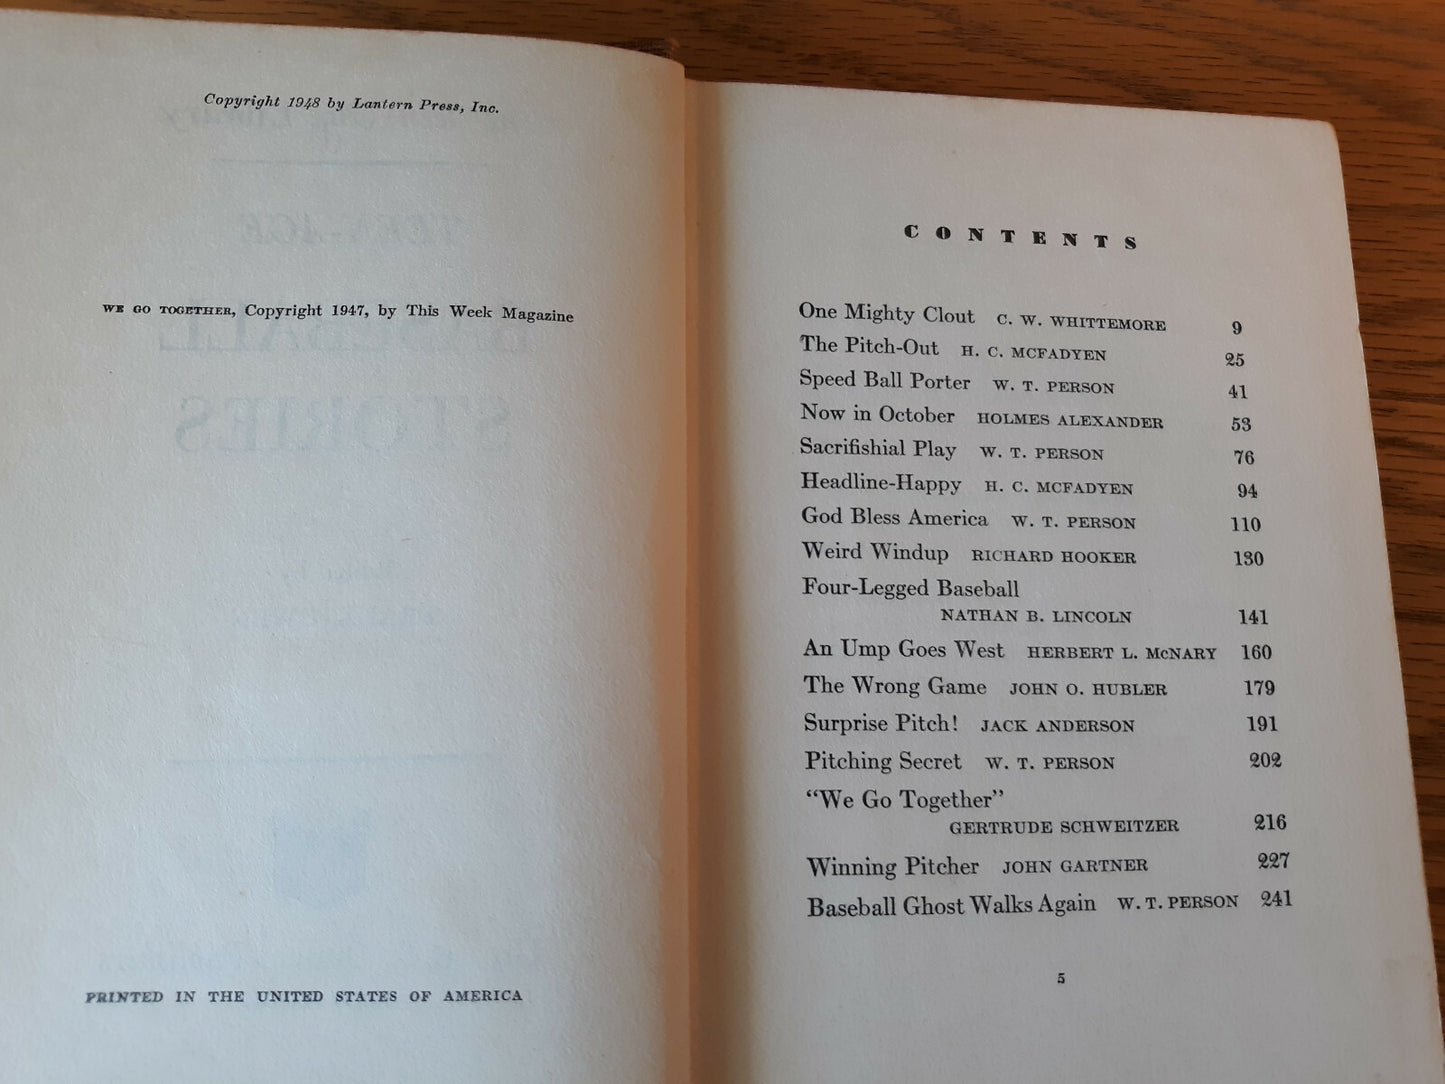 Copyright 1948 by Lantern Press, Inc.
WE GO TOGETHER, Copyright 1947, by This Week Magazine
PRINTED IN THE UNITED STATES OF AMERICA
CONTENTS
One Mighty Clout C. W. WHITTEMORE 9
The Pitch-Out H. C. MCFADYEN 25
Speed Ball Porter W. T. PERSON 41
Now in October HOLMES ALEXANDER 53
Sacrifishial Play W. T. PERSON 76
Headline-Happy H. C. MCFADYEN 94
God Bless America W. T. PERSON 110
Weird Windup RICHARD HOOKER 130
Four-Legged Baseball
NATHAN B. LINCOLN 141
An Ump Goes West HERBERT L. McNARY 160
The Wrong Game JOHN O. HUBLER 179
Surprise Pitch! JACK ANDERSON 191
Pitching Secret W. T. PERSON 202
“We Go Together”
GERTRUDE SCHWEITZER 216
Winning Pitcher JOHN GARTNER 227
Baseball Ghost Walks Again W. T. PERSON 241
5